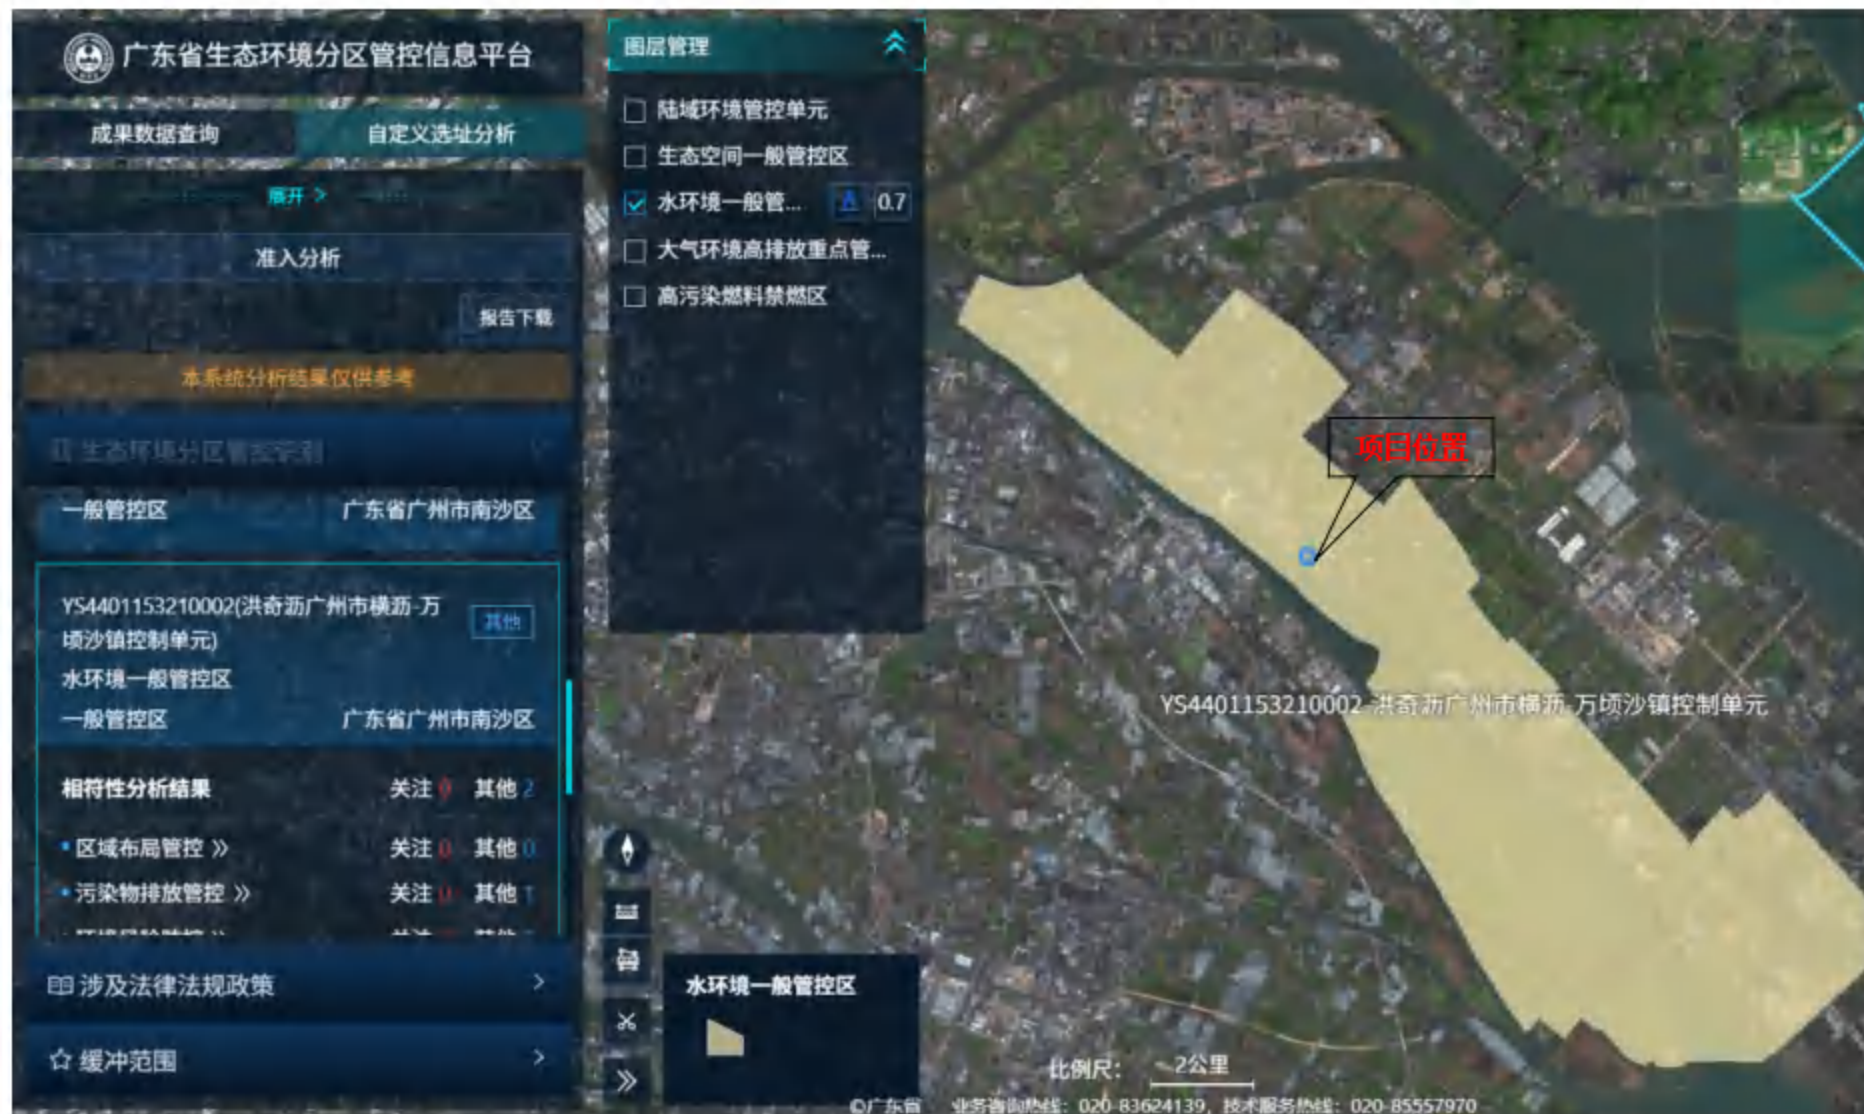 广东省生态环境分区管控信息平台
成果数据查询
自定义选址分析
展开 >
准入分析
报告下载
本系统分析结果仅供参考
生态环境分区管控识别
一般管控区 广东省广州市南沙区
YS4401153210002(洪奇沥广州市横沥-万
顷沙镇控制单元)
其他
水环境一般管控区
一般管控区 广东省广州市南沙区
相符性分析结果 关注 0 其他 2
区域布局管控 » 关注 0 其他 0
污染物排放管控 » 关注 0 其他 1
涉及法律法规政策 >
缓冲范围 >
图层管理
陆域环境管控单元
生态空间一般管控区
水环境一般管... 0.7
大气环境高排放重点管...
高污染燃料禁燃区
项目位置
YS4401153210002-洪奇沥广州市横沥-万顷沙镇控制单元
水环境一般管控区
比例尺: 2公里
©广东省 业务咨询热线: 020-83624139, 技术服务热线: 020-85557970